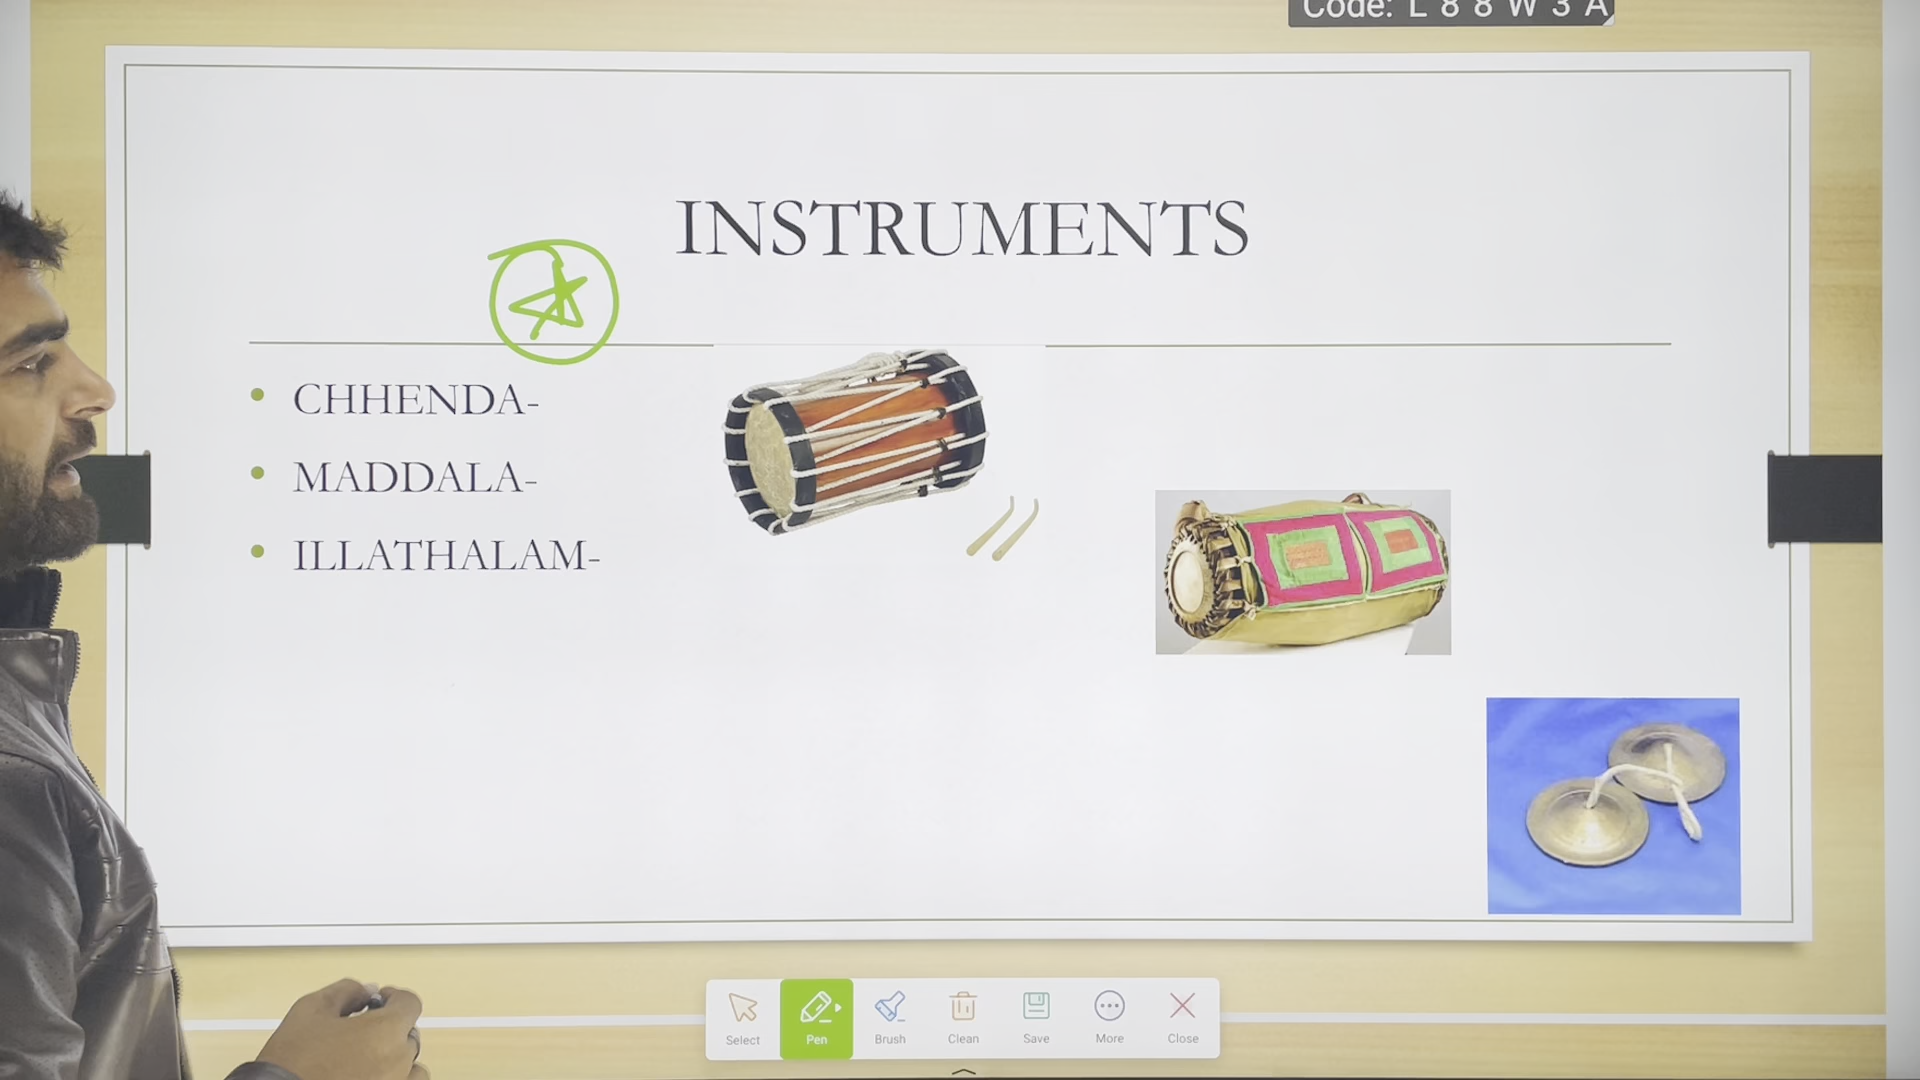 Code: L 8 8 W 3 A
INSTRUMENTS
CHHENDA-
MADDALA-
ILLATHALAM-
Select Pen Brush Clean Save More Close